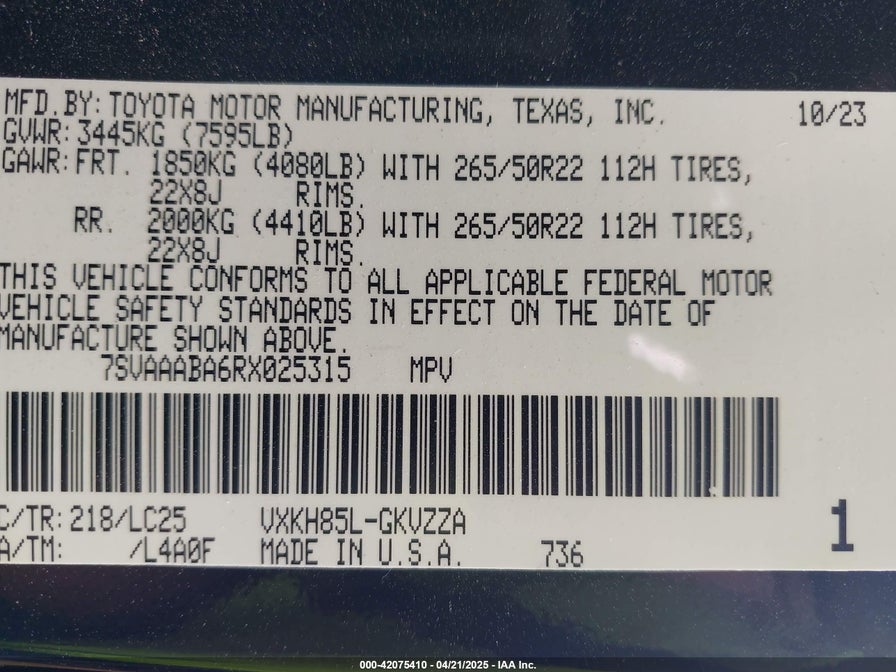 MFD.BY: TOYOTA MOTOR MANUFACTURING, TEXAS, INC. 10/23
GVWR: 3445KG (7595LB)
GAWR: FRT. 1850KG (4080LB) WITH 265/50R22 112H TIRES,
22X8J RIMS.
RR. 2000KG (4410LB) WITH 265/50R22 112H TIRES,
22X8J RIMS.
THIS VEHICLE CONFORMS TO ALL APPLICABLE FEDERAL MOTOR
VEHICLE SAFETY STANDARDS IN EFFECT ON THE DATE OF
MANUFACTURE SHOWN ABOVE.
7SVAAABA6RX025315 MPV
C/TR: 218/LC25 VXKH85L-GKVZZA 1
A/TM: /L4A0F MADE IN U.S.A. 736
000-42075410 - 04/21/2025 - IAA Inc.